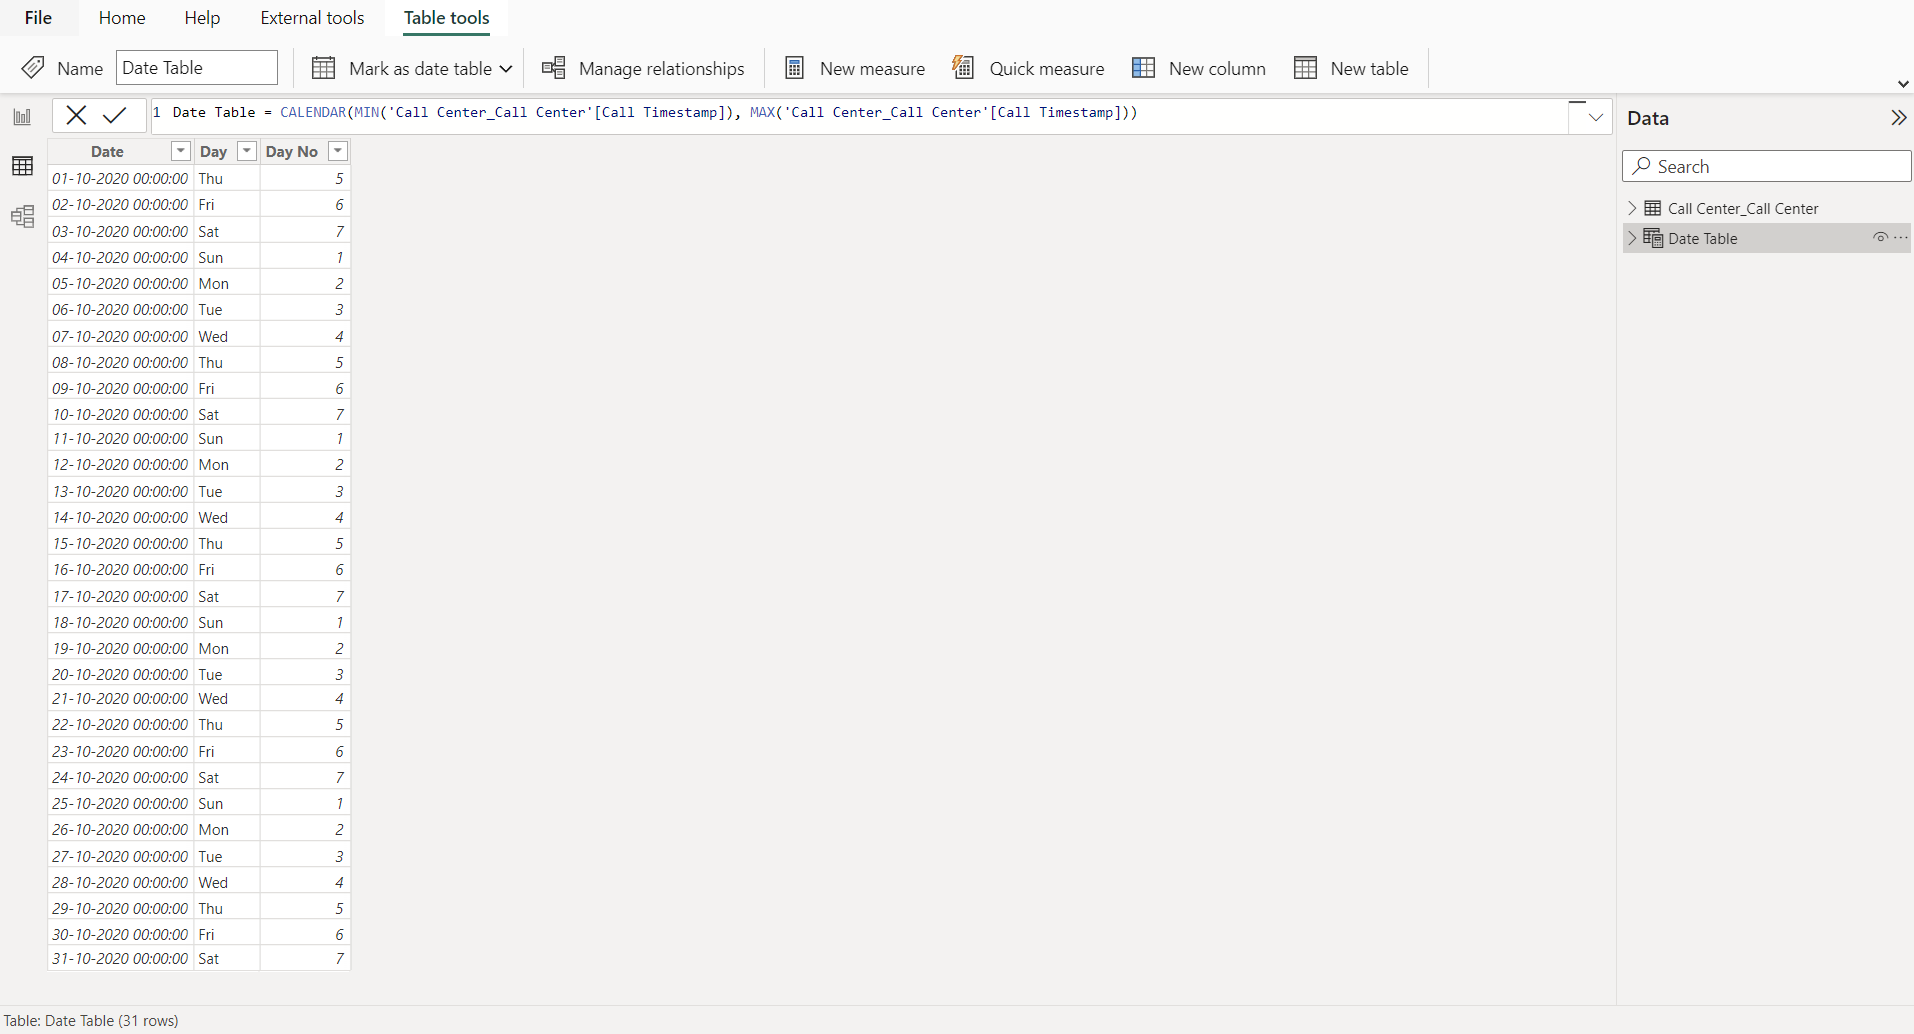 File Home Help External tools Table tools
Name Date Table Mark as date table Manage relationships New measure Quick measure New column New table
1 Date Table = CALENDAR(MIN('Call Center_Call Center'[Call Timestamp]), MAX('Call Center_Call Center'[Call Timestamp]))
Date Day Day No
01-10-2020 00:00:00 Thu 5
02-10-2020 00:00:00 Fri 6
03-10-2020 00:00:00 Sat 7
04-10-2020 00:00:00 Sun 1
05-10-2020 00:00:00 Mon 2
06-10-2020 00:00:00 Tue 3
07-10-2020 00:00:00 Wed 4
08-10-2020 00:00:00 Thu 5
09-10-2020 00:00:00 Fri 6
10-10-2020 00:00:00 Sat 7
11-10-2020 00:00:00 Sun 1
12-10-2020 00:00:00 Mon 2
13-10-2020 00:00:00 Tue 3
14-10-2020 00:00:00 Wed 4
15-10-2020 00:00:00 Thu 5
16-10-2020 00:00:00 Fri 6
17-10-2020 00:00:00 Sat 7
18-10-2020 00:00:00 Sun 1
19-10-2020 00:00:00 Mon 2
20-10-2020 00:00:00 Tue 3
21-10-2020 00:00:00 Wed 4
22-10-2020 00:00:00 Thu 5
23-10-2020 00:00:00 Fri 6
24-10-2020 00:00:00 Sat 7
25-10-2020 00:00:00 Sun 1
26-10-2020 00:00:00 Mon 2
27-10-2020 00:00:00 Tue 3
28-10-2020 00:00:00 Wed 4
29-10-2020 00:00:00 Thu 5
30-10-2020 00:00:00 Fri 6
31-10-2020 00:00:00 Sat 7
Data
Search
Call Center_Call Center
Date Table
Table: Date Table (31 rows)